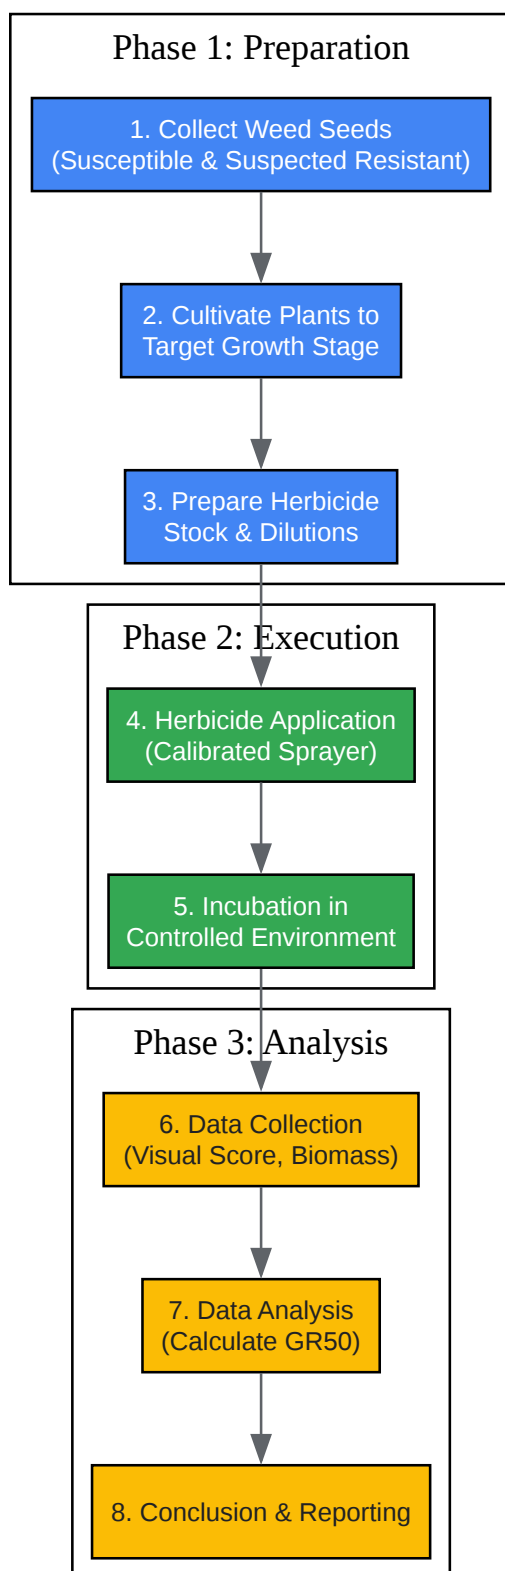 Phase 1: Preparation
1. Collect Weed Seeds
(Susceptible & Suspected Resistant)
2. Cultivate Plants to
Target Growth Stage
3. Prepare Herbicide
Stock & Dilutions
Phase 2: Execution
4. Herbicide Application
(Calibrated Sprayer)
5. Incubation in
Controlled Environment
Phase 3: Analysis
6. Data Collection
(Visual Score, Biomass)
7. Data Analysis
(Calculate GR50)
8. Conclusion & Reporting